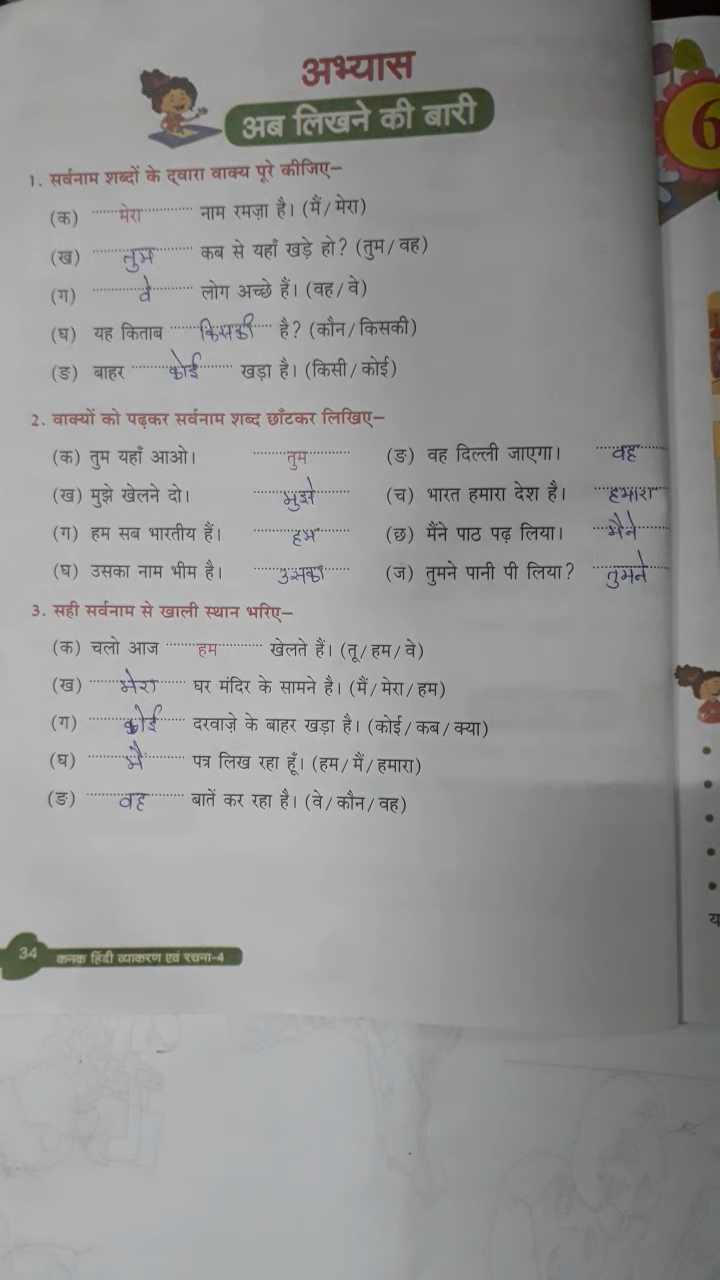 अभ्यास
अब लिखने की बारी
1. सर्वनाम शब्दों के द्वारा वाक्य पूरे कीजिए–
(क) मेरा नाम रमज़ा है। (मैं/मेरा)
(ख) तुम कब से यहाँ खड़े हो? (तुम/वह)
(ग) वे लोग अच्छे हैं। (वह/वे)
(घ) यह किताब किसकी है? (कौन/किसकी)
(ङ) बाहर कोई खड़ा है। (किसी/कोई)
2. वाक्यों को पढ़कर सर्वनाम शब्द छाँटकर लिखिए–
(क) तुम यहाँ आओ। तुम (ङ) वह दिल्ली जाएगा। वह
(ख) मुझे खेलने दो। मुझे (च) भारत हमारा देश है। हमारा
(ग) हम सब भारतीय हैं। हम (छ) मैंने पाठ पढ़ लिया। मैने
(घ) उसका नाम भीम है। उसका (ज) तुमने पानी पी लिया? तुमने
3. सही सर्वनाम से खाली स्थान भरिए–
(क) चलो आज हम खेलते हैं। (तू/हम/वे)
(ख) मेरा घर मंदिर के सामने है। (मैं/मेरा/हम)
(ग) कोई दरवाज़े के बाहर खड़ा है। (कोई/कब/क्या)
(घ) मै पत्र लिख रहा हूँ। (हम/मैं/हमारा)
(ङ) वह बातें कर रहा है। (वे/कौन/वह)
34 कनक हिंदी व्याकरण एवं रचना-4
6